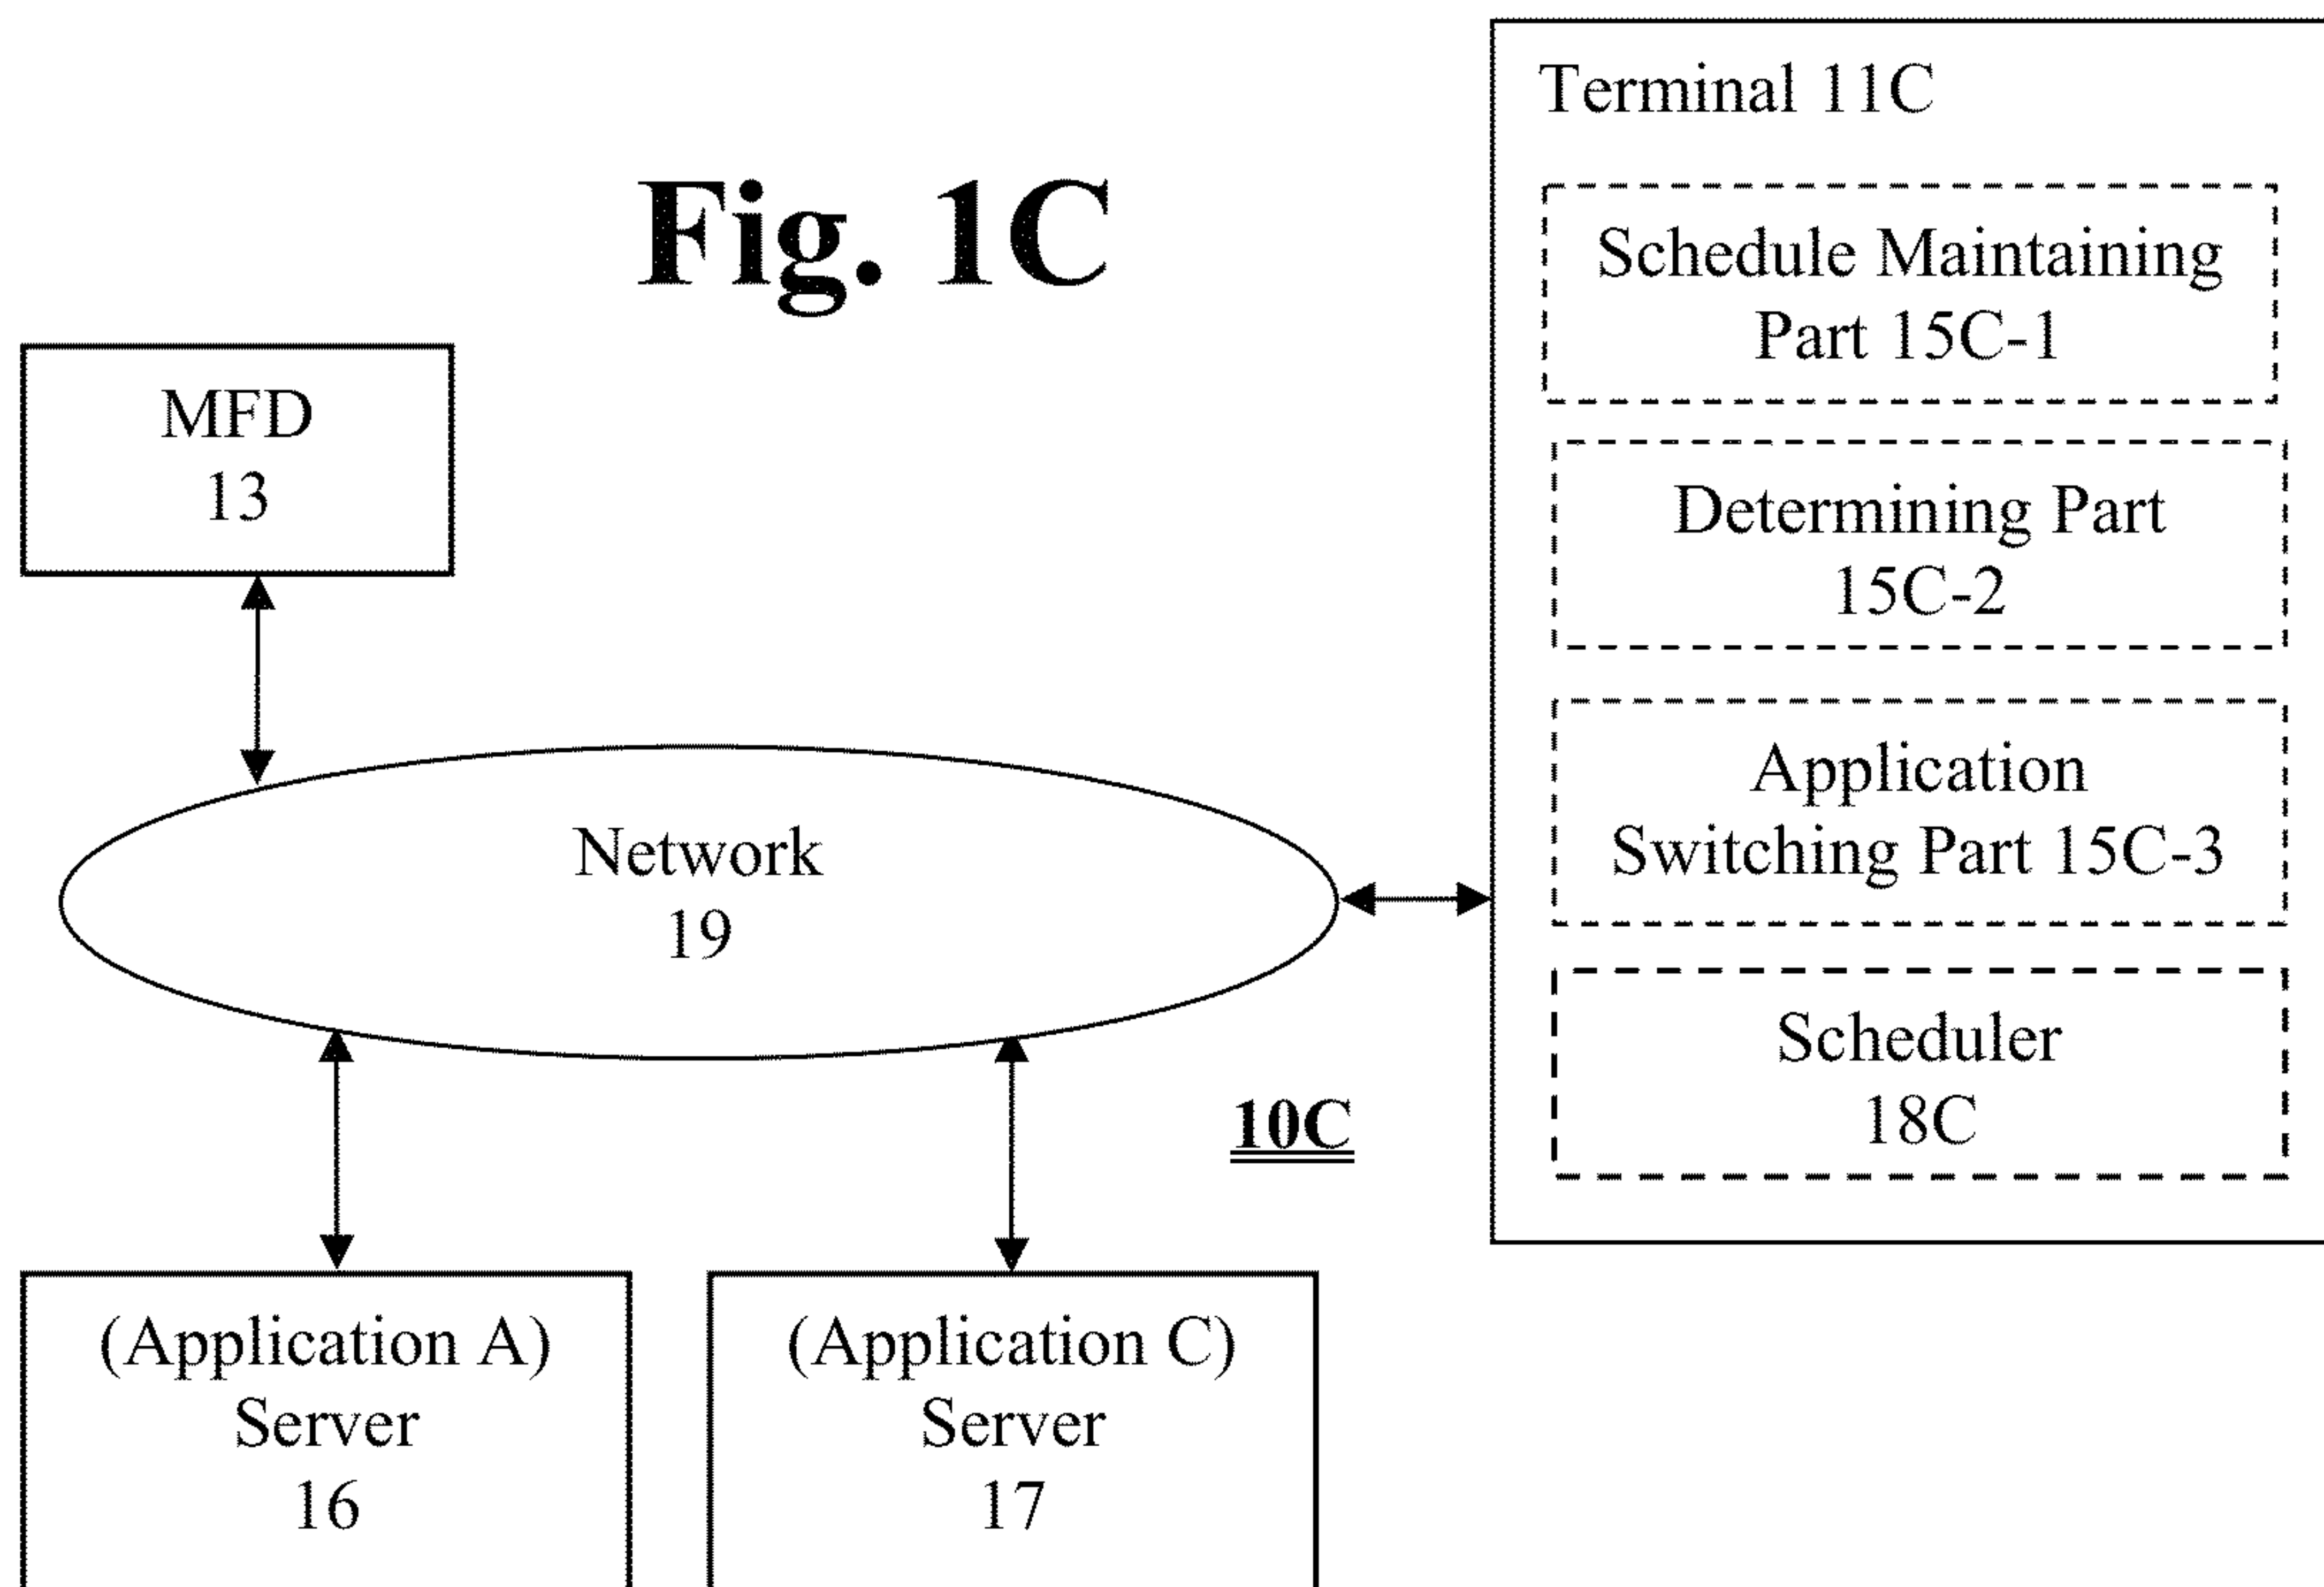 Fig. 1C
MFD
13
Network
19
10C
(Application A)
Server
16
(Application C)
Server
17
Terminal 11C
Schedule Maintaining
Part 15C-1
Determining Part
15C-2
Application
Switching Part 15C-3
Scheduler
18C